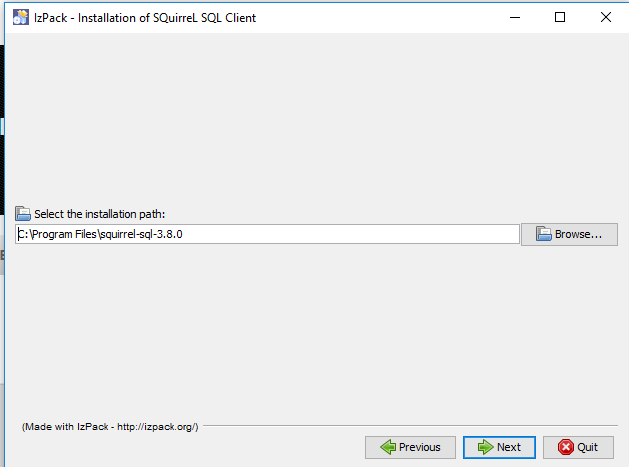 IzPack - Installation of SQuirreL SQL Client
Select the installation path:
C:\Program Files\squirrel-sql-3.8.0
Browse...
(Made with IzPack - http://izpack.org/)
Previous
Next
Quit